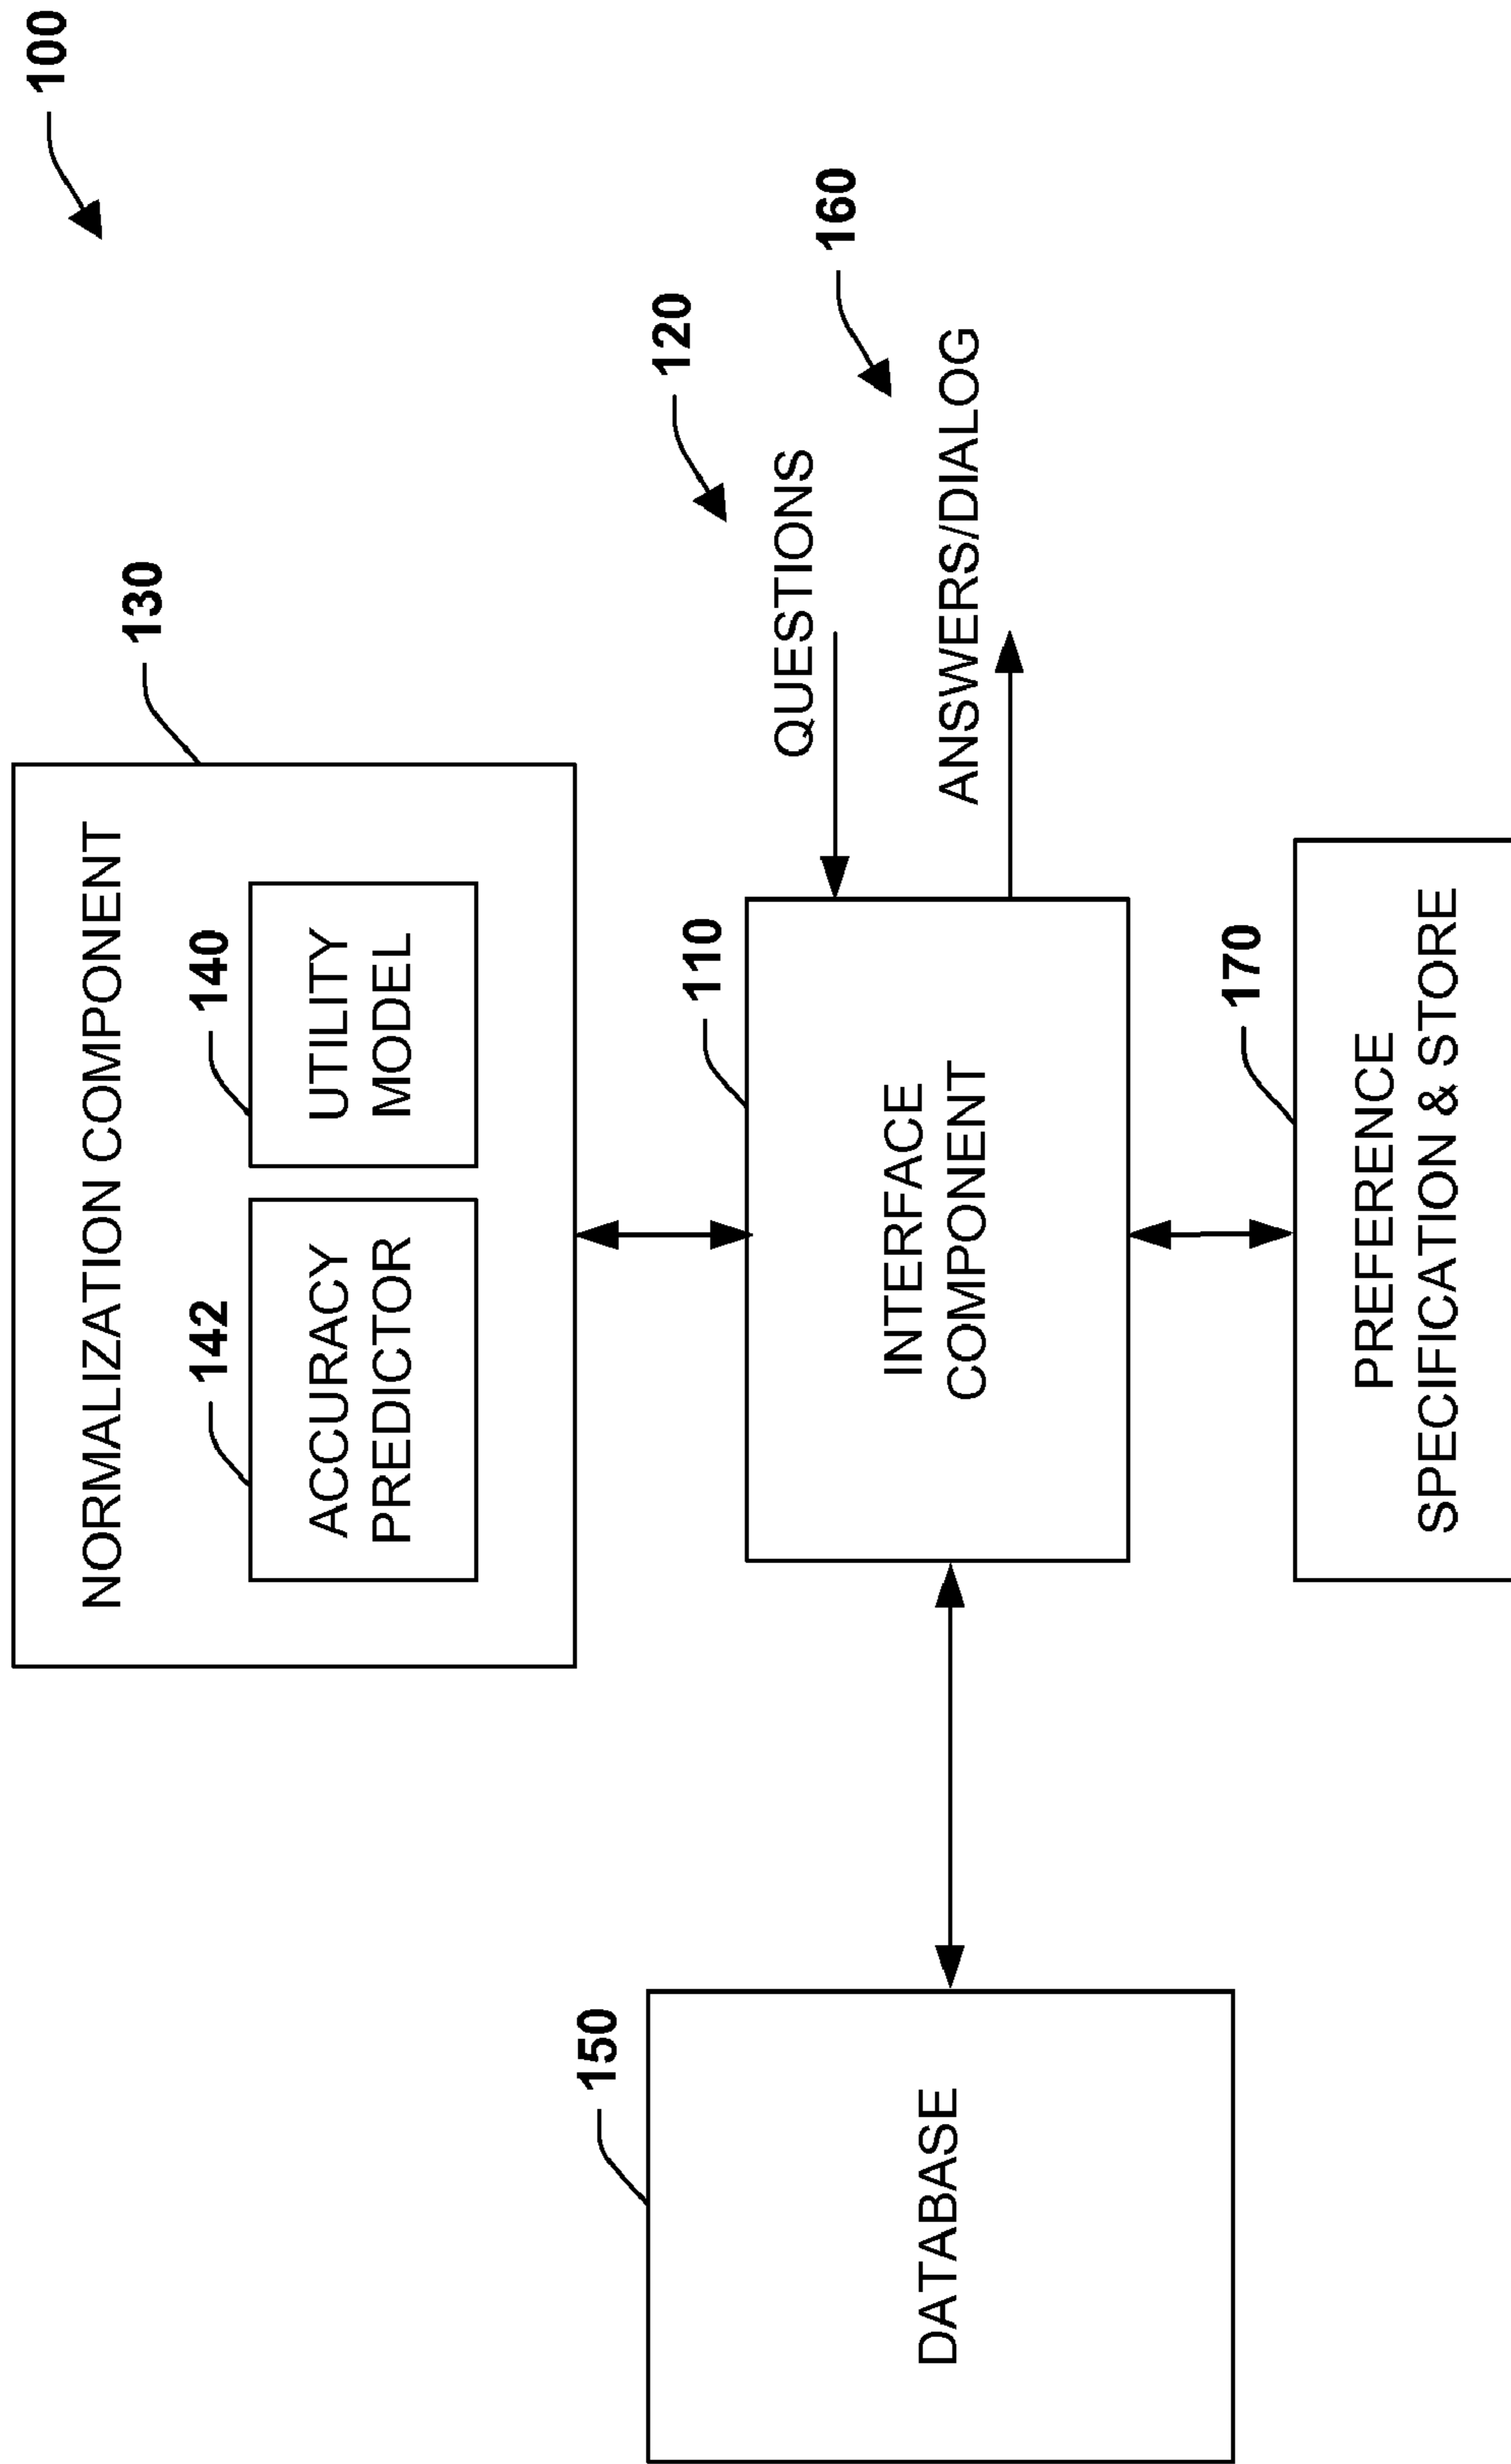 100
130
NORMALIZATION COMPONENT
142
140
ACCURACY
PREDICTOR
UTILITY
MODEL
120
QUESTIONS
160
ANSWERS/DIALOG
110
INTERFACE
COMPONENT
150
DATABASE
170
PREFERENCE
SPECIFICATION & STORE